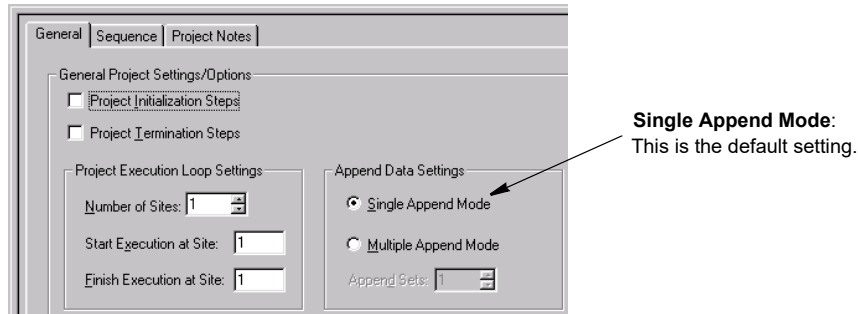 General Sequence Project Notes
General Project Settings/Options
Project Initialization Steps
Project Termination Steps
Project Execution Loop Settings
Number of Sites: 1
Start Execution at Site: 1
Finish Execution at Site: 1
Append Data Settings
Single Append Mode
Multiple Append Mode
Append Sets: 1
Single Append Mode:
This is the default setting.